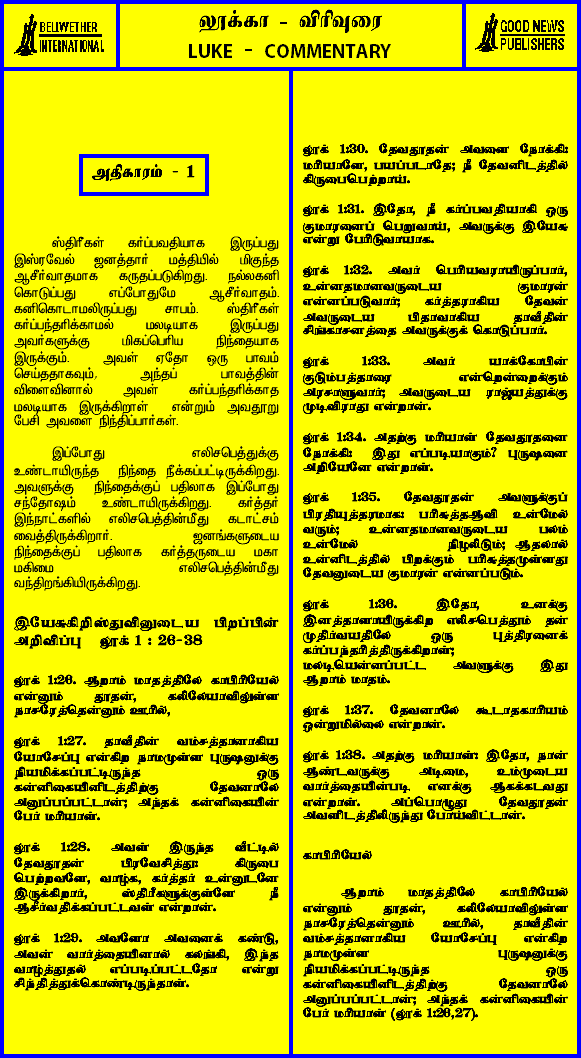 BELLWETHER
INTERNATIONAL
லூக்கா - விரிவுரை
LUKE - COMMENTARY
GOOD NEWS
PUBLISHERS
அதிகாரம் - 1
ஸ்திரீகள் கர்ப்பவதியாக இருப்பது
இஸ்ரவேல் ஜனத்தார் மத்தியில் மிகுந்த
ஆசீர்வாதமாக கருதப்படுகிறது. நல்லகனி
கொடுப்பது எப்போதுமே ஆசீர்வாதம்.
கனிகொடாமலிருப்பது சாபம். ஸ்திரீகள்
கர்ப்பந்தரிக்காமல் மலடியாக இருப்பது
அவர்களுக்கு மிகப்பெரிய நிந்தையாக
இருக்கும். அவள் ஏதோ ஒரு பாவம்
செய்ததாகவும், அந்தப் பாவத்தின்
விளைவினால் அவள் கர்ப்பந்தரிக்காத
மலடியாக இருக்கிறாள் என்றும் அவதூறு
பேசி அவளை நிந்திப்பார்கள்.
இப்போது எலிசபெத்துக்கு
உண்டாயிருந்த நிந்தை நீக்கப்பட்டிருக்கிறது.
அவளுக்கு நிந்தைக்குப் பதிலாக இப்போது
சந்தோஷம் உண்டாயிருக்கிறது. கர்த்தர்
இந்நாட்களில் எலிசபெத்தின்மீது கடாட்சம்
வைத்திருக்கிறார். ஜனங்களுடைய
நிந்தைக்குப் பதிலாக கர்த்தருடைய மகா
மகிமை எலிசபெத்தின்மீது
வந்திறங்கியிருக்கிறது.
இயேசுகிறிஸ்துவினுடைய பிறப்பின்
அறிவிப்பு லூக் 1 : 26-38
லூக் 1:26. ஆறாம் மாதத்திலே காபிரியேல்
என்னும் தூதன், கலிலேயாவிலுள்ள
நாசரேத்தென்னும் ஊரில்,
லூக் 1:27. தாவீதின் வம்சத்தானாகிய
யோசேப்பு என்கிற நாமமுள்ள புருஷனுக்கு
நியமிக்கப்பட்டிருந்த ஒரு
கன்னிகையினிடத்திற்கு தேவனாலே
அனுப்பப்பட்டான்; அந்தக் கன்னிகையின்
பேர் மரியாள்.
லூக் 1:28. அவள் இருந்த வீட்டில்
தேவதூதன் பிரவேசித்து: கிருபை
பெற்றவளே, வாழ்க, கர்த்தர் உன்னுடனே
இருக்கிறார், ஸ்திரீகளுக்குள்ளே நீ
ஆசீர்வதிக்கப்பட்டவள் என்றான்.
லூக் 1:29. அவளோ அவனைக் கண்டு,
அவன் வார்த்தையினால் கலங்கி, இந்த
வாழ்த்துதல் எப்படிப்பட்டதோ என்று
சிந்தித்துக்கொண்டிருந்தாள்.
லூக் 1:30. தேவதூதன் அவளை நோக்கி:
மரியாளே, பயப்படாதே; நீ தேவனிடத்தில்
கிருபைபெற்றாய்.
லூக் 1:31. இதோ, நீ கர்ப்பவதியாகி ஒரு
குமாரனைப் பெறுவாய், அவருக்கு இயேசு
என்று பேரிடுவாயாக.
லூக் 1:32. அவர் பெரியவராயிருப்பார்,
உன்னதமானவருடைய குமாரன்
என்னப்படுவார்; கர்த்தராகிய தேவன்
அவருடைய பிதாவாகிய தாவீதின்
சிங்காசனத்தை அவருக்குக் கொடுப்பார்.
லூக் 1:33. அவர் யாக்கோபின்
குடும்பத்தாரை என்றென்றைக்கும்
அரசாளுவார்; அவருடைய ராஜ்யத்துக்கு
முடிவிராது என்றான்.
லூக் 1:34. அதற்கு மரியாள் தேவதூதனை
நோக்கி: இது எப்படியாகும்? புருஷனை
அறியேனே என்றாள்.
லூக் 1:35. தேவதூதன் அவளுக்குப்
பிரதியுத்தரமாக: பரிசுத்தஆவி உன்மேல்
வரும்; உன்னதமானவருடைய பலம்
உன்மேல் நிழலிடும்; ஆதலால்
உன்னிடத்தில் பிறக்கும் பரிசுத்தமுள்ளது
தேவனுடைய குமாரன் என்னப்படும்.
லூக் 1:36. இதோ, உனக்கு
இனத்தாளாயிருக்கிற எலிசபெத்தும் தன்
முதிர்வயதிலே ஒரு புத்திரனைக்
கர்ப்பந்தரித்திருக்கிறாள்;
மலடியென்னப்பட்ட அவளுக்கு இது
ஆறாம் மாதம்.
லூக் 1:37. தேவனாலே கூடாதகாரியம்
ஒன்றுமில்லை என்றான்.
லூக் 1:38. அதற்கு மரியாள்: இதோ, நான்
ஆண்டவருக்கு அடிமை, உம்முடைய
வார்த்தையின்படி எனக்கு ஆகக்கடவது
என்றாள். அப்பொழுது தேவதூதன்
அவளிடத்திலிருந்து போய்விட்டான்.
காபிரியேல்
ஆறாம் மாதத்திலே காபிரியேல்
என்னும் தூதன், கலிலேயாவிலுள்ள
நாசரேத்தென்னும் ஊரில், தாவீதின்
வம்சத்தானாகிய யோசேப்பு என்கிற
நாமமுள்ள புருஷனுக்கு
நியமிக்கப்பட்டிருந்த ஒரு
கன்னிகையினிடத்திற்கு தேவனாலே
அனுப்பப்பட்டான்; அந்தக் கன்னிகையின்
பேர் மரியாள் (லூக் 1:26,27).